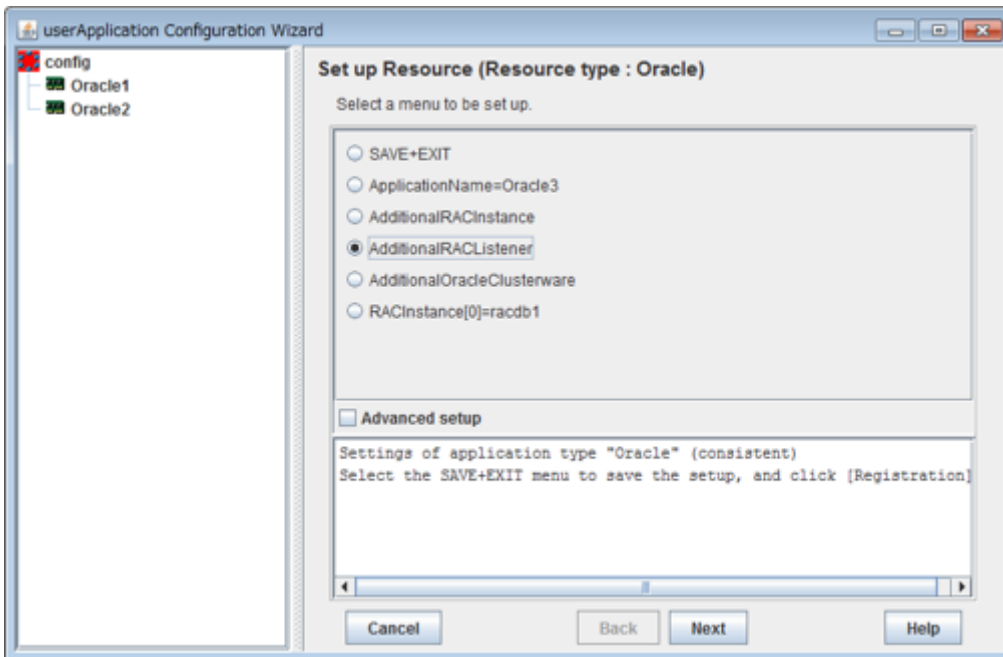 userApplication Configuration Wizard
config
Oracle1
Oracle2
Set up Resource (Resource type : Oracle)
Select a menu to be set up.
SAVE+EXIT
ApplicationName=Oracle3
AdditionalRACInstance
AdditionalRACListener
AdditionalOracleClusterware
RACInstance[0]=racdb1
Advanced setup
Settings of application type "Oracle" (consistent)
Select the SAVE+EXIT menu to save the setup, and click [Registration]
Cancel
Back
Next
Help